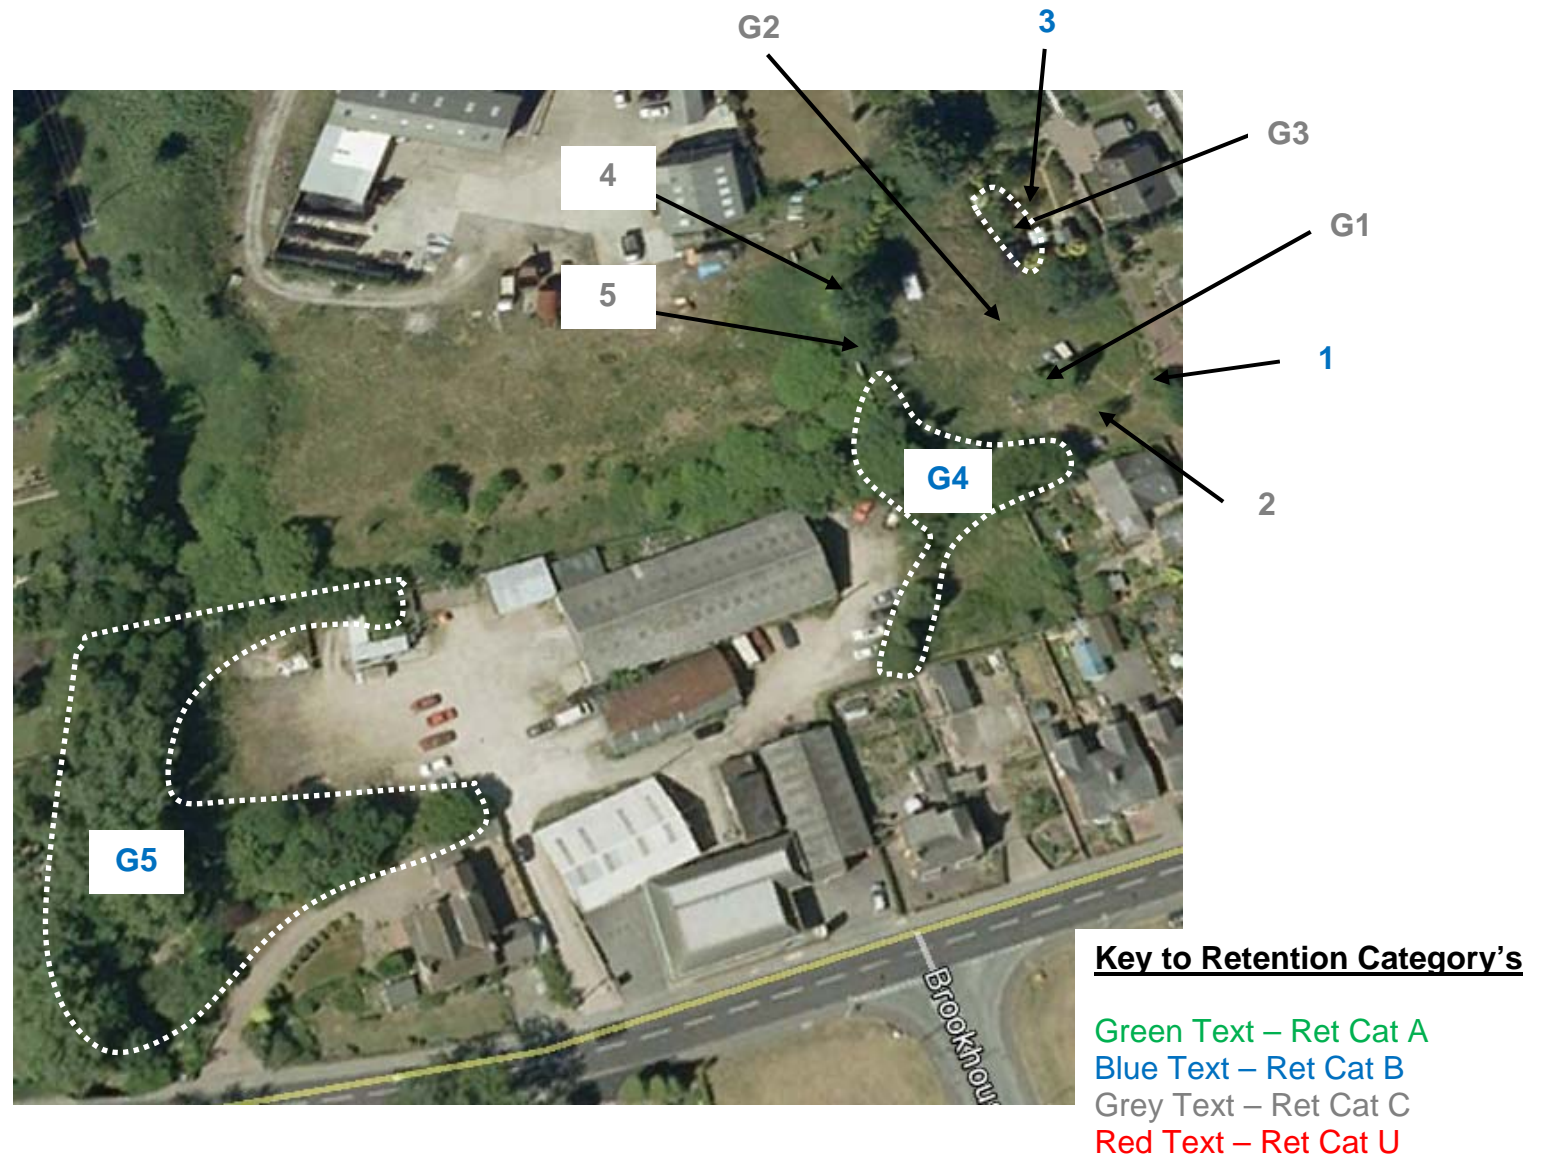 3
G2
G3
4
G1
5
1
G4
2
G5
Key to Retention Category's
Green Text – Ret Cat A
Blue Text – Ret Cat B
Grey Text – Ret Cat C
Red Text – Ret Cat U
Brookhous